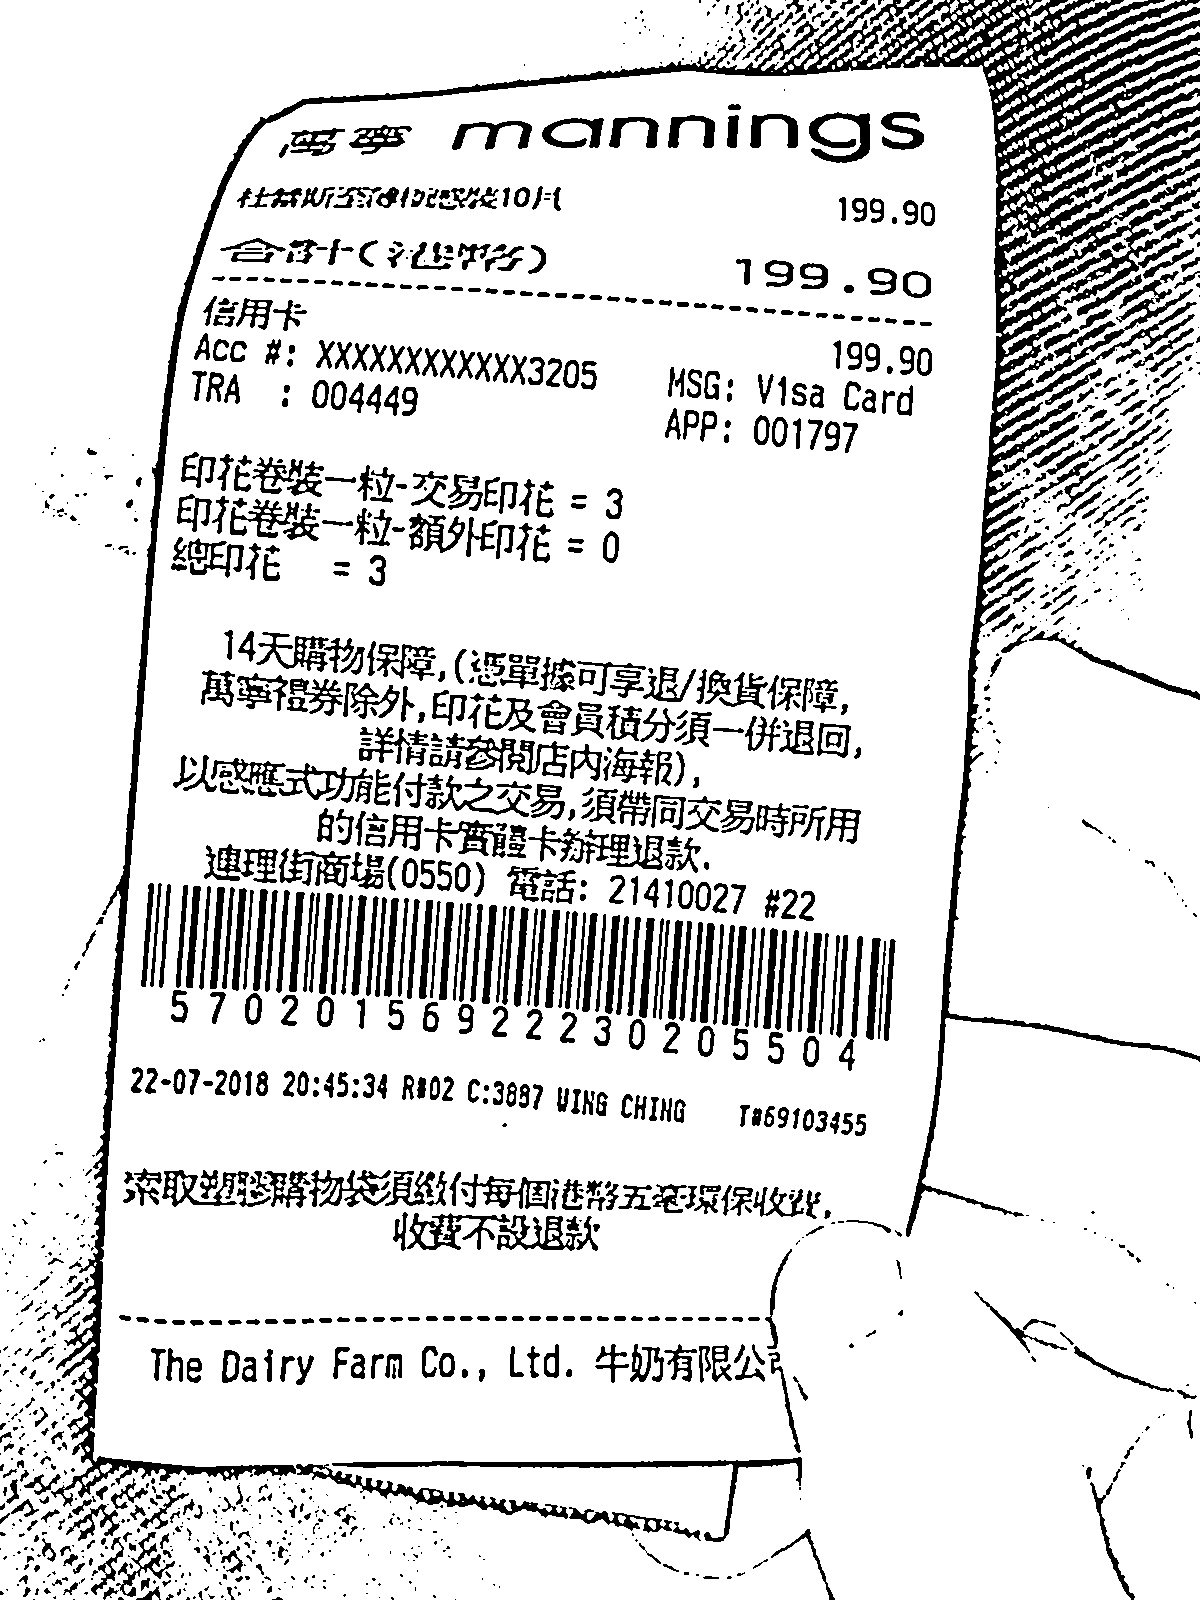 萬寧 mannings
杜蕾斯 裝10片 199.90
合計(港幣) 199.90
信用卡 199.90
Acc #: XXXXXXXXXXXX3205 MSG: Visa Card
TRA : 004449 APP: 001797
印花卷裝一粒-交易印花 = 3
印花卷裝一粒-額外印花 = 0
總印花 = 3
14天購物保障,(憑單據可享退/換貨保障,
萬寧禮券除外,印花及會員積分須一併退回,
詳情請參閱店內海報),
以感應式功能付款之交易,須帶同交易時所用
的信用卡實體卡辦理退款.
連理街商場(0550) 電話: 21410027 #22
57020156922230205504
22-07-2018 20:45:34 R#02 C:3887 WING CHING T#69103455
索取塑膠購物袋須繳付每個港幣五毫環保收費,
收費不設退款
The Dairy Farm Co., Ltd. 牛奶有限公司